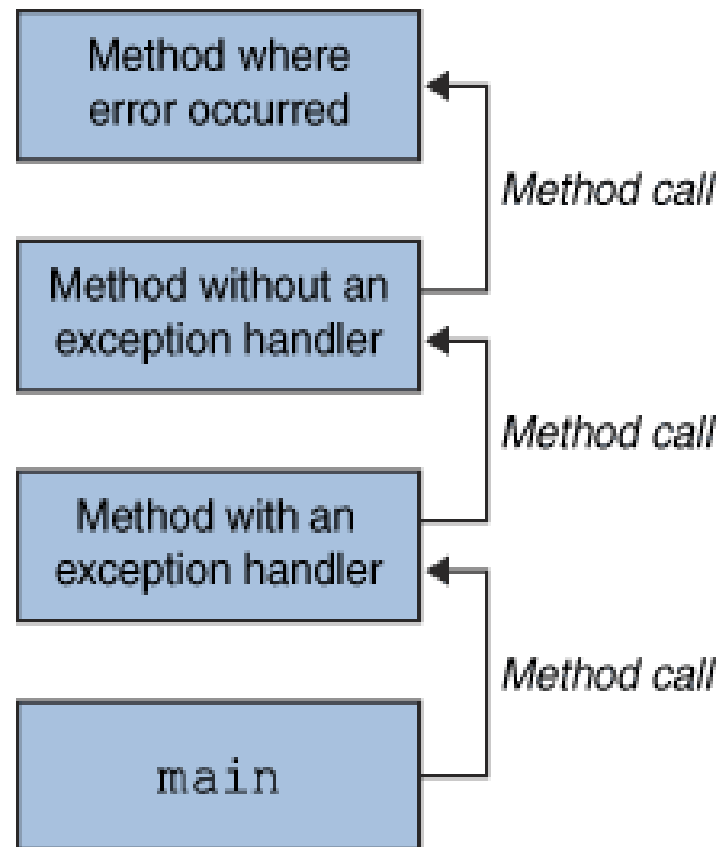 Method where
error occurred
Method call
Method without an
exception handler
Method call
Method with an
exception handler
Method call
main